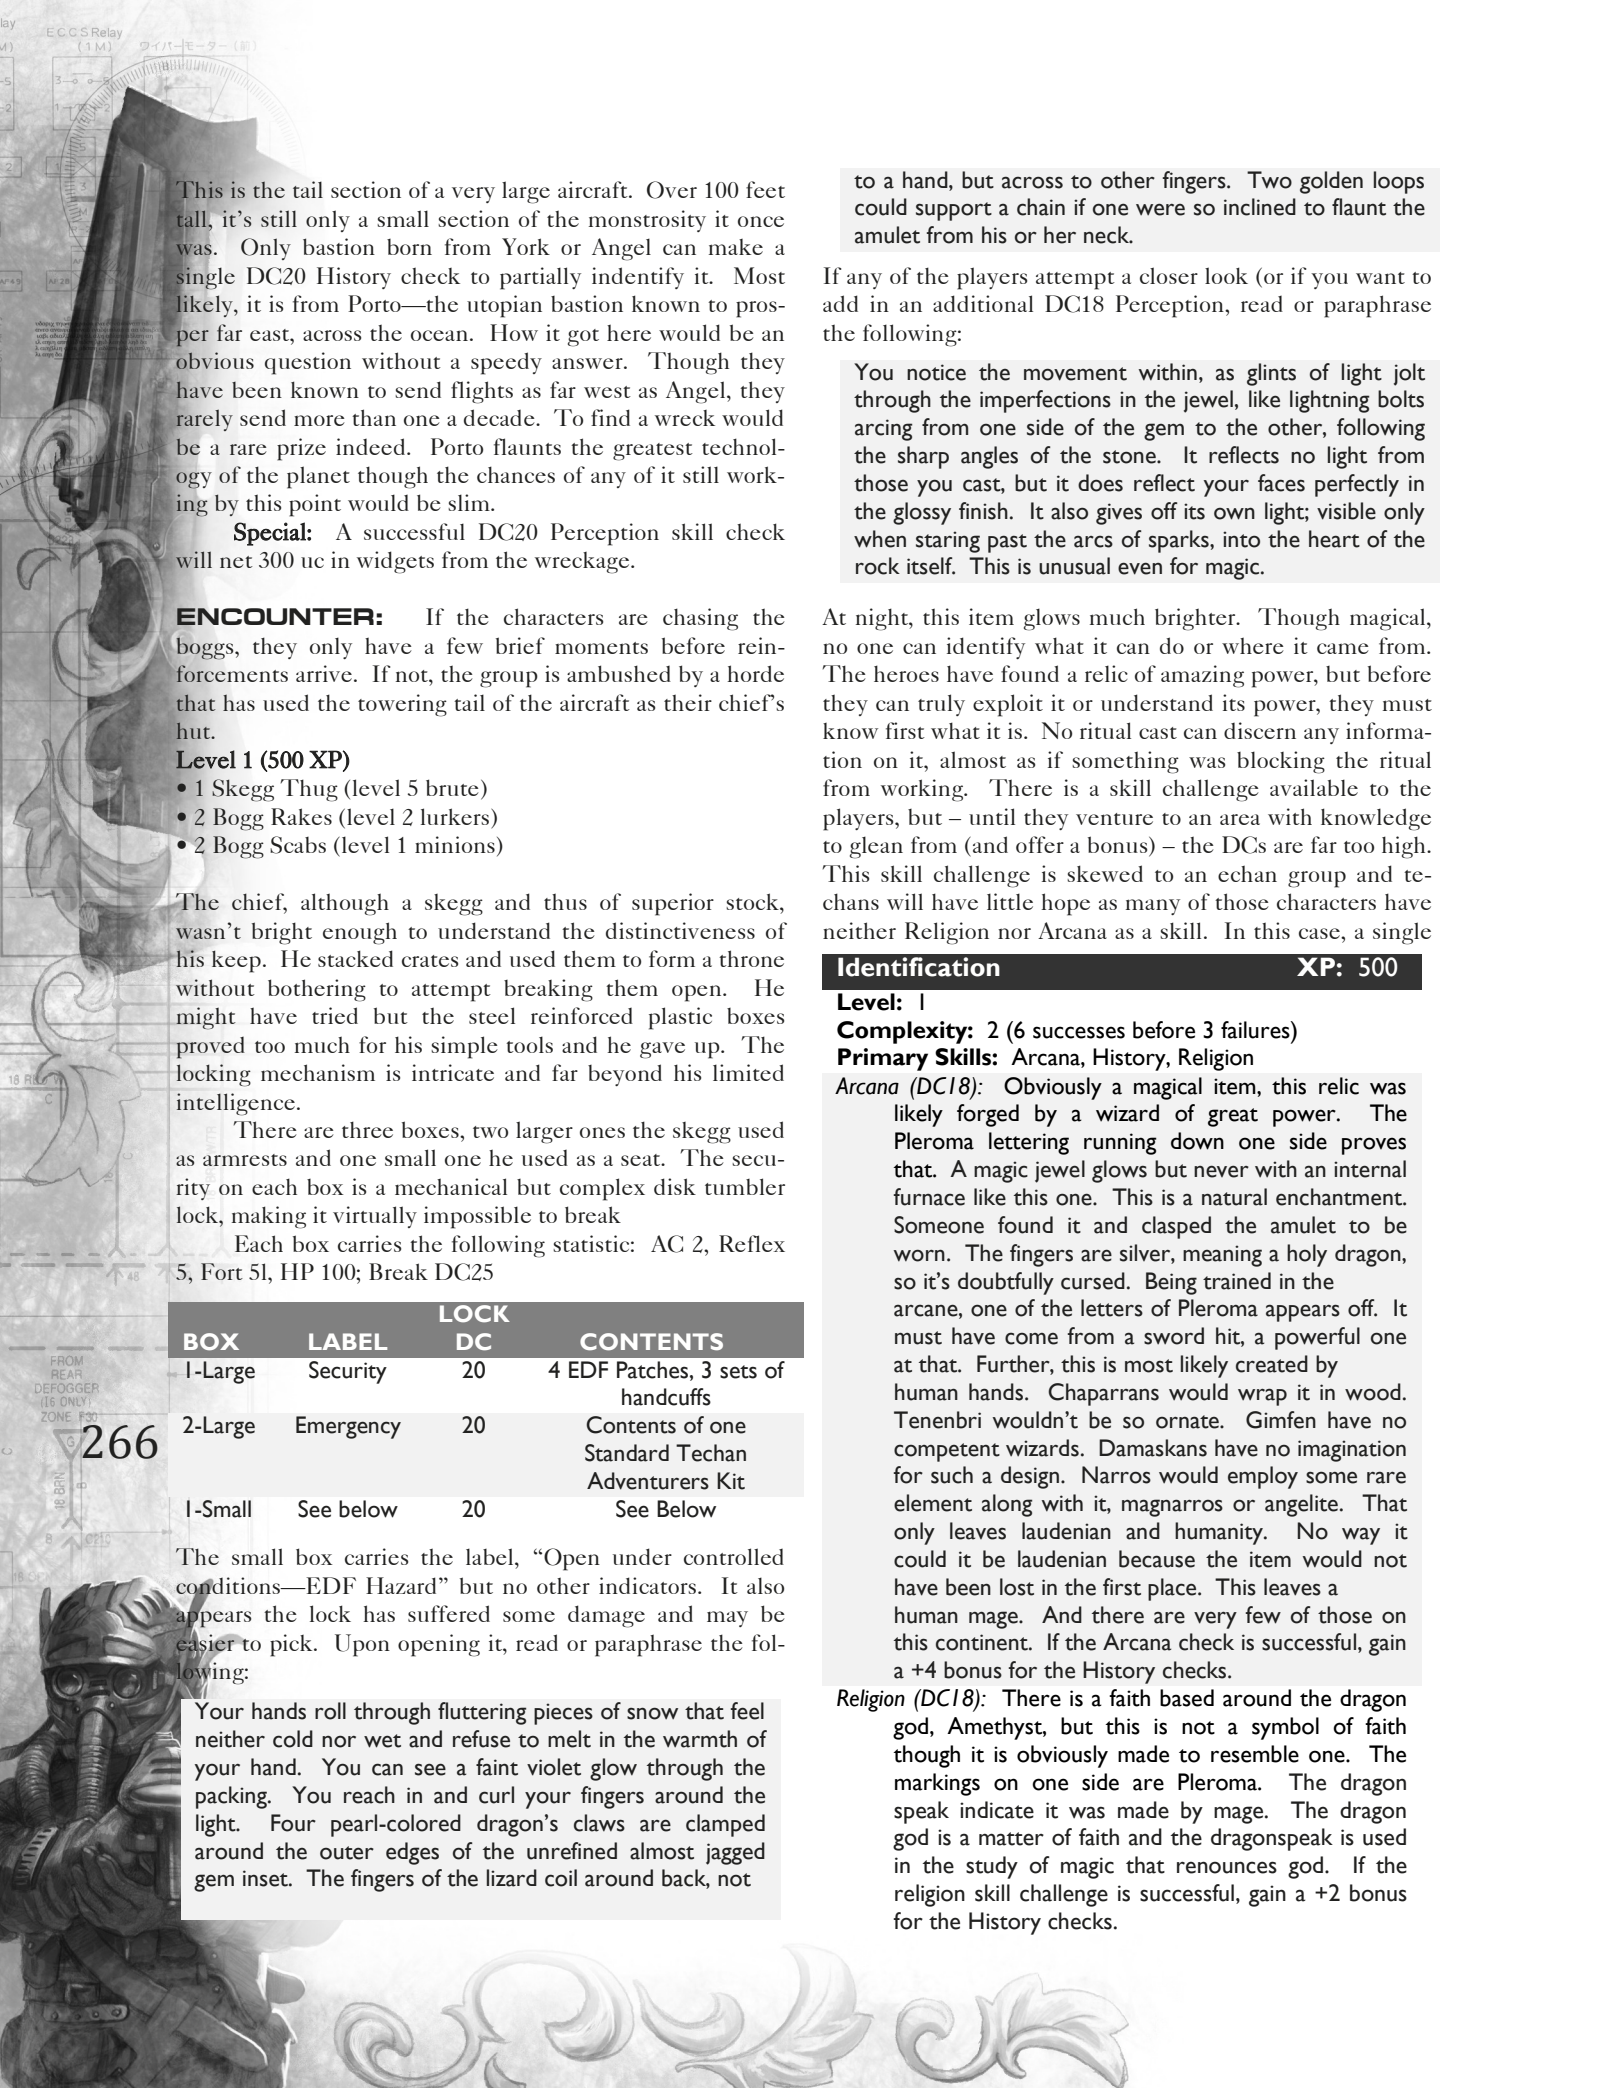 ECCS Relay
(1M)
ワイパーモーター（前）
This is the tail section of a very large aircraft. Over 100 feet
tall, it's still only a small section of the monstrosity it once
was. Only bastion born from York or Angel can make a
single DC20 History check to partially indentify it. Most
likely, it is from Porto—the utopian bastion known to pros-
per far east, across the ocean. How it got here would be an
obvious question without a speedy answer. Though they
have been known to send flights as far west as Angel, they
rarely send more than one a decade. To find a wreck would
be a rare prize indeed. Porto flaunts the greatest technol-
ogy of the planet though the chances of any of it still work-
ing by this point would be slim.
Special: A successful DC20 Perception skill check
will net 300 uc in widgets from the wreckage.
ENCOUNTER: If the characters are chasing the
boggs, they only have a few brief moments before rein-
forcements arrive. If not, the group is ambushed by a horde
that has used the towering tail of the aircraft as their chief's
hut.
Level 1 (500 XP)
• 1 Skegg Thug (level 5 brute)
• 2 Bogg Rakes (level 2 lurkers)
• 2 Bogg Scabs (level 1 minions)
The chief, although a skegg and thus of superior stock,
wasn't bright enough to understand the distinctiveness of
his keep. He stacked crates and used them to form a throne
without bothering to attempt breaking them open. He
might have tried but the steel reinforced plastic boxes
proved too much for his simple tools and he gave up. The
locking mechanism is intricate and far beyond his limited
intelligence.
There are three boxes, two larger ones the skegg used
as armrests and one small one he used as a seat. The secu-
rity on each box is a mechanical but complex disk tumbler
lock, making it virtually impossible to break
Each box carries the following statistic: AC 2, Reflex
5, Fort 5l, HP 100; Break DC25
LOCK
BOX LABEL DC CONTENTS
1-Large Security 20 4 EDF Patches, 3 sets of
handcuffs
2-Large Emergency 20 Contents of one
Standard Techan
Adventurers Kit
1-Small See below 20 See Below
FROM
REAR
DEFOGGER
(16 ONLY)
ZONE F30
266
The small box carries the label, “Open under controlled
conditions—EDF Hazard” but no other indicators. It also
appears the lock has suffered some damage and may be
easier to pick. Upon opening it, read or paraphrase the fol-
lowing:
Your hands roll through fluttering pieces of snow that feel
neither cold nor wet and refuse to melt in the warmth of
your hand. You can see a faint violet glow through the
packing. You reach in and curl your fingers around the
light. Four pearl-colored dragon's claws are clamped
around the outer edges of the unrefined almost jagged
gem inset. The fingers of the lizard coil around back, not
to a hand, but across to other fingers. Two golden loops
could support a chain if one were so inclined to flaunt the
amulet from his or her neck.
If any of the players attempt a closer look (or if you want to
add in an additional DC18 Perception, read or paraphrase
the following:
You notice the movement within, as glints of light jolt
through the imperfections in the jewel, like lightning bolts
arcing from one side of the gem to the other, following
the sharp angles of the stone. It reflects no light from
those you cast, but it does reflect your faces perfectly in
the glossy finish. It also gives off its own light; visible only
when staring past the arcs of sparks, into the heart of the
rock itself. This is unusual even for magic.
At night, this item glows much brighter. Though magical,
no one can identify what it can do or where it came from.
The heroes have found a relic of amazing power, but before
they can truly exploit it or understand its power, they must
know first what it is. No ritual cast can discern any informa-
tion on it, almost as if something was blocking the ritual
from working. There is a skill challenge available to the
players, but – until they venture to an area with knowledge
to glean from (and offer a bonus) – the DCs are far too high.
This skill challenge is skewed to an echan group and te-
chans will have little hope as many of those characters have
neither Religion nor Arcana as a skill. In this case, a single
Identification XP: 500
Level: 1
Complexity: 2 (6 successes before 3 failures)
Primary Skills: Arcana, History, Religion
Arcana (DC18): Obviously a magical item, this relic was
likely forged by a wizard of great power. The
Pleroma lettering running down one side proves
that. A magic jewel glows but never with an internal
furnace like this one. This is a natural enchantment.
Someone found it and clasped the amulet to be
worn. The fingers are silver, meaning a holy dragon,
so it's doubtfully cursed. Being trained in the
arcane, one of the letters of Pleroma appears off. It
must have come from a sword hit, a powerful one
at that. Further, this is most likely created by
human hands. Chaparrans would wrap it in wood.
Tenenbri wouldn't be so ornate. Gimfen have no
competent wizards. Damaskans have no imagination
for such a design. Narros would employ some rare
element along with it, magnarros or angelite. That
only leaves laudenian and humanity. No way it
could it be laudenian because the item would not
have been lost in the first place. This leaves a
human mage. And there are very few of those on
this continent. If the Arcana check is successful, gain
a +4 bonus for the History checks.
Religion (DC18): There is a faith based around the dragon
god, Amethyst, but this is not a symbol of faith
though it is obviously made to resemble one. The
markings on one side are Pleroma. The dragon
speak indicate it was made by mage. The dragon
god is a matter of faith and the dragonspeak is used
in the study of magic that renounces god. If the
religion skill challenge is successful, gain a +2 bonus
for the History checks.